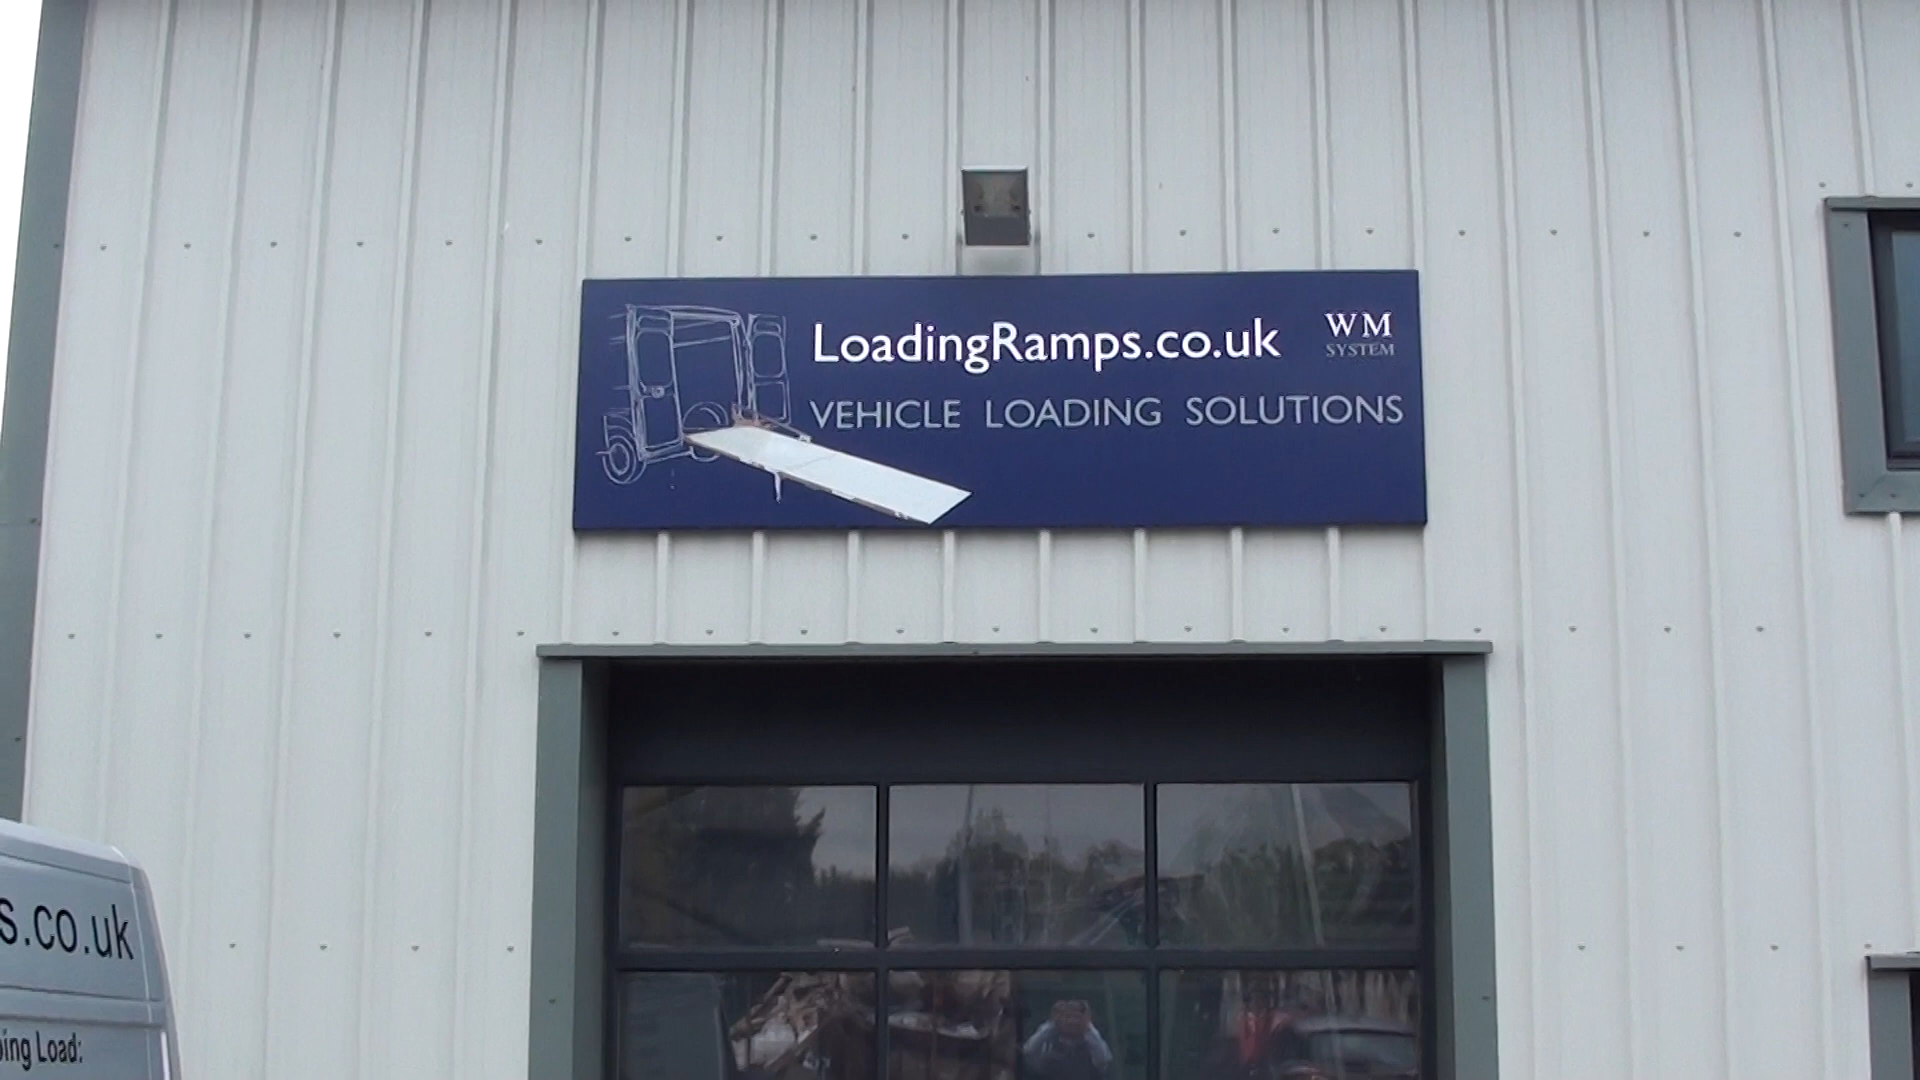 LoadingRamps.co.uk
WM
SYSTEM
VEHICLE LOADING SOLUTIONS
s.co.uk
Load: